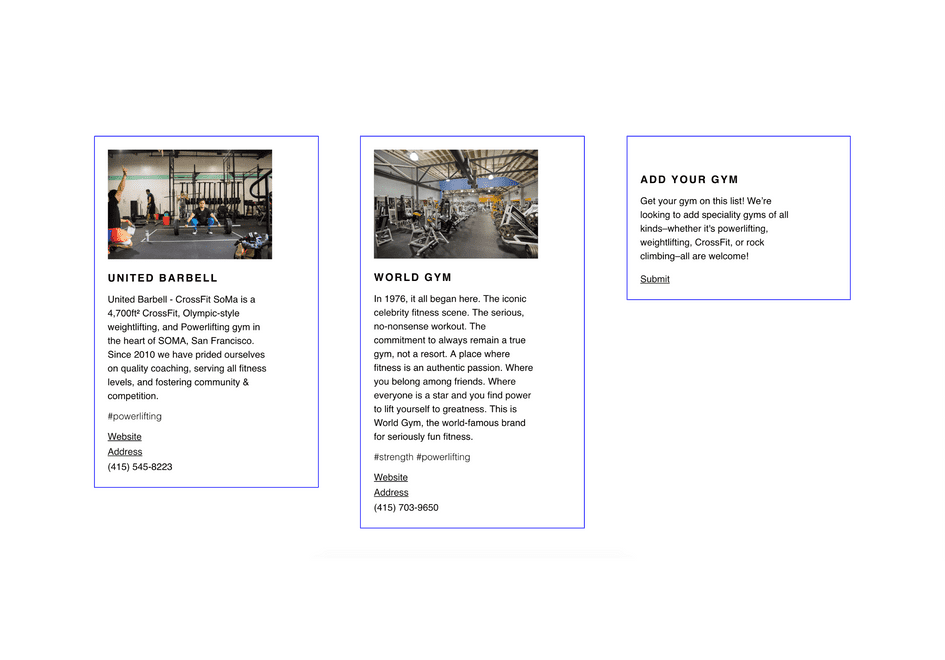 UNITED BARBELL
United Barbell - CrossFit SoMa is a
4,700ft² CrossFit, Olympic-style
weightlifting, and Powerlifting gym in
the heart of SOMA, San Francisco.
Since 2010 we have prided ourselves
on quality coaching, serving all fitness
levels, and fostering community &
competition.
#powerlifting
Website
Address
(415) 545-8223
WORLD GYM
In 1976, it all began here. The iconic
celebrity fitness scene. The serious,
no-nonsense workout. The
commitment to always remain a true
gym, not a resort. A place where
fitness is an authentic passion. Where
you belong among friends. Where
everyone is a star and you find power
to lift yourself to greatness. This is
World Gym, the world-famous brand
for seriously fun fitness.
#strength #powerlifting
Website
Address
(415) 703-9650
ADD YOUR GYM
Get your gym on this list! We're
looking to add speciality gyms of all
kinds–whether it's powerlifting,
weightlifting, CrossFit, or rock
climbing–all are welcome!
Submit